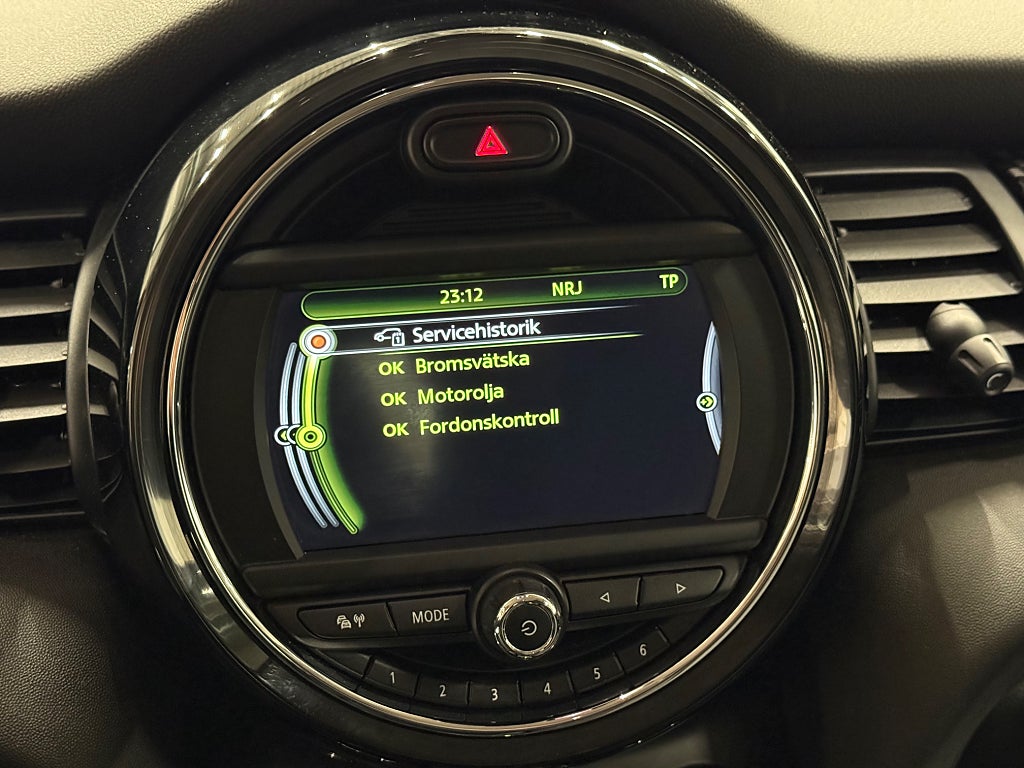 23:12 NRJ TP
Servicehistorik
OK Bromsvätska
OK Motorolja
OK Fordonskontroll
MODE
1 2 3 4 5 6